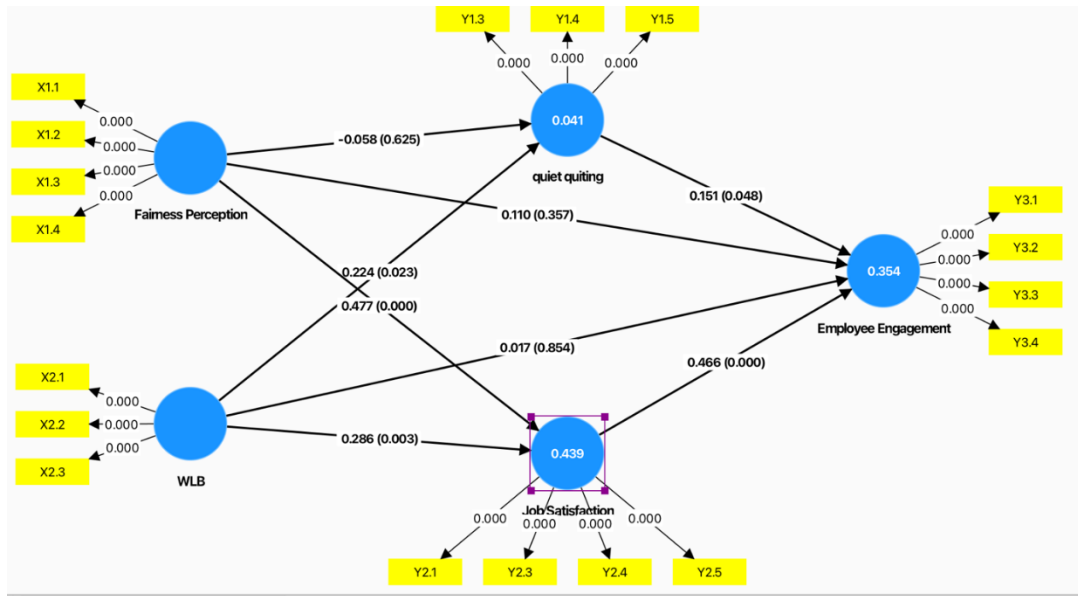 Y1.3
Y1.4
Y1.5
0.000
0.000
0.000
X1.1
X1.2
X1.3
X1.4
0.000
0.000
0.000
0.000
Fairness Perception
0.041
quiet quiting
-0.058 (0.625)
0.151 (0.048)
0.110 (0.357)
0.354
Employee Engagement
0.000
0.000
0.000
0.000
Y3.1
Y3.2
Y3.3
Y3.4
0.224 (0.023)
0.477 (0.000)
0.017 (0.854)
0.466 (0.000)
X2.1
X2.2
X2.3
0.000
0.000
0.000
WLB
0.286 (0.003)
0.439
Job Satisfaction
0.000
0.000
0.000
0.000
Y2.1
Y2.3
Y2.4
Y2.5